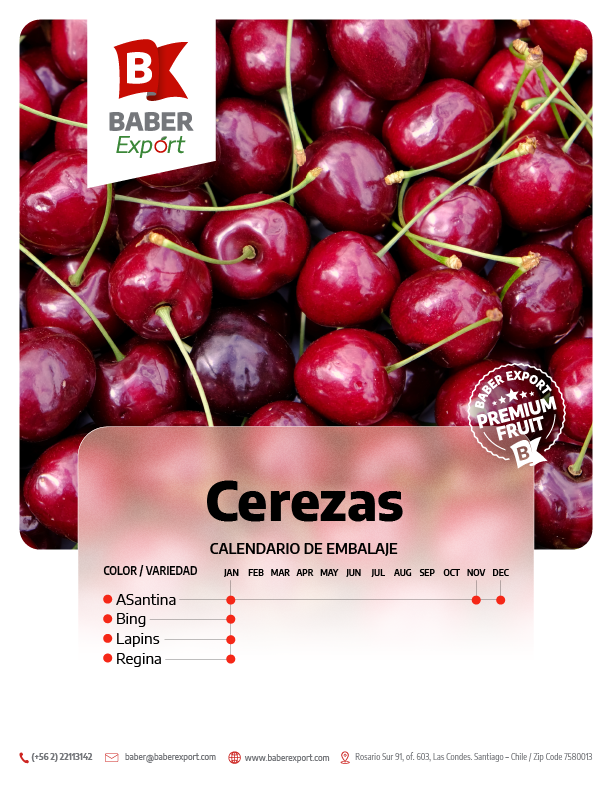 B
BABER
Export
BABER EXPORT
PREMIUM
FRUIT
B
Cerezas
CALENDARIO DE EMBALAJE
COLOR / VARIEDAD JAN FEB MAR APR MAY JUN JUL AUG SEP OCT NOV DEC
ASantina
Bing
Lapins
Regina
(+56 2) 22113142 baber@baberexport.com www.baberexport.com Rosario Sur 91, of. 603, Las Condes. Santiago – Chile / Zip Code 7580013